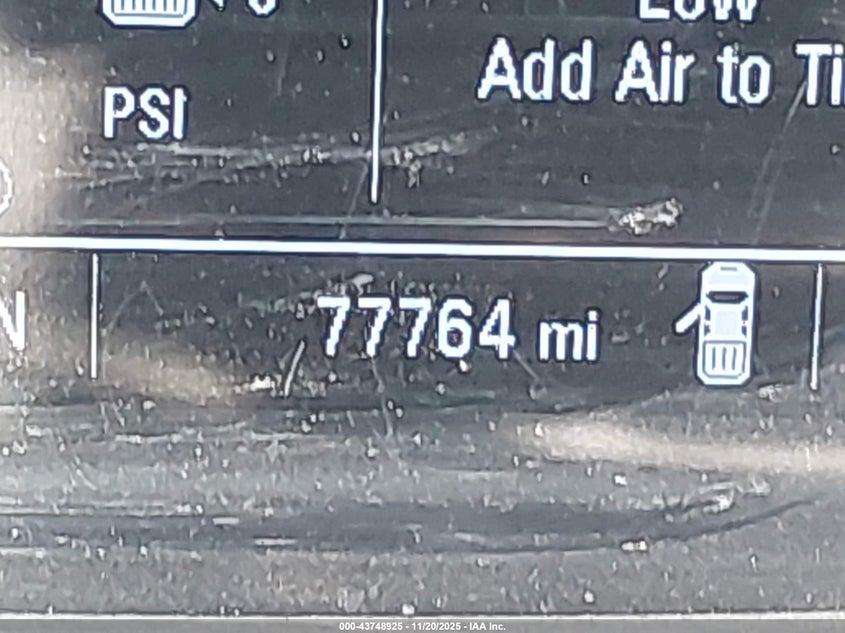 Low
Add Air to Ti
PSI
N
77764 mi
000-43748925 - 11/20/2025 - IAA Inc.